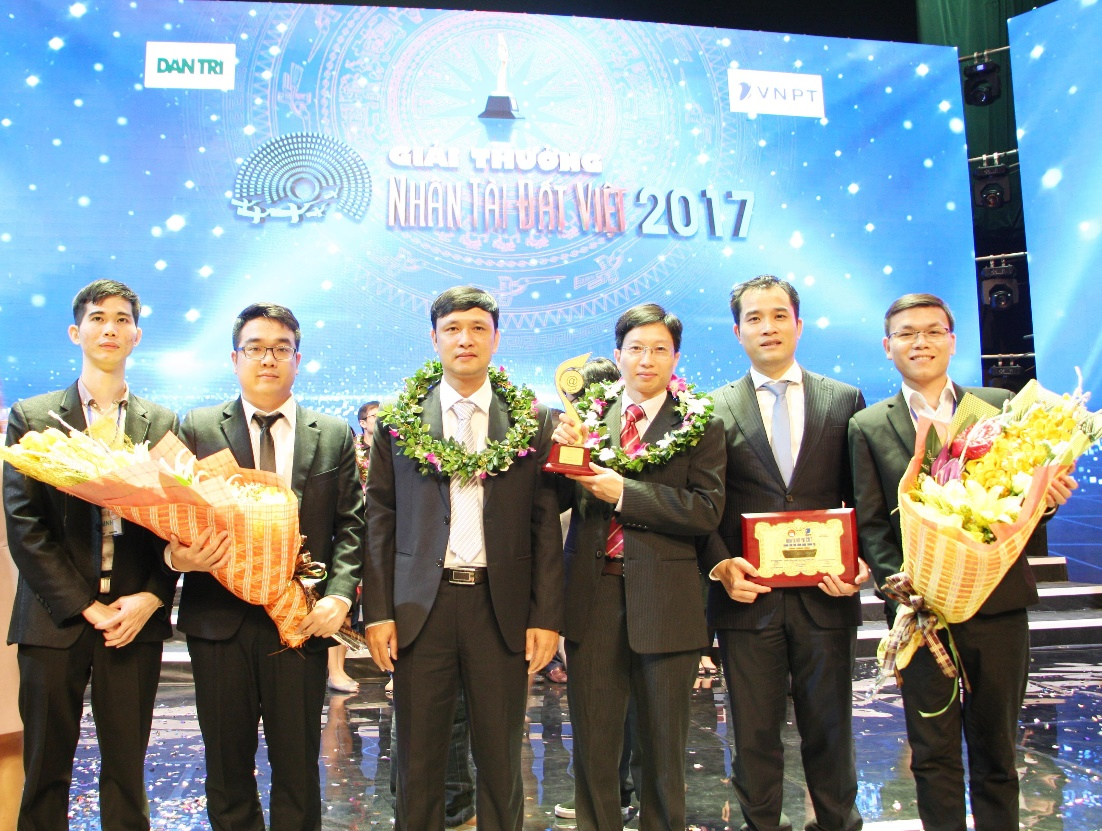 DAN TRI
VNPT
GIẢI THƯỞNG
NHÂN TÀI ĐẤT VIỆT 2017